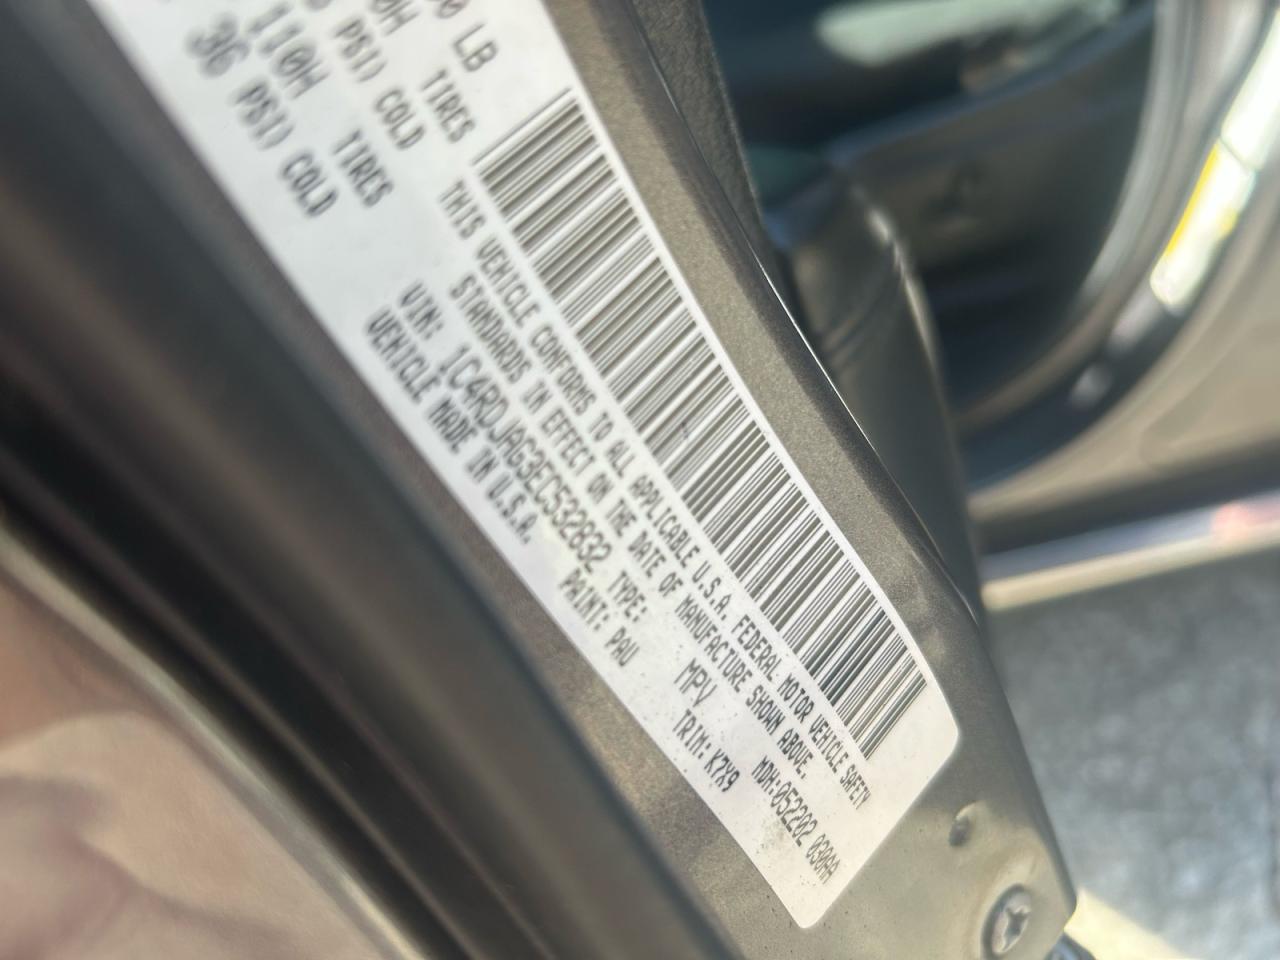 00 LB
0H TIRES
PSI) COLD
110H TIRES
36 PSI) COLD
THIS VEHICLE CONFORMS TO ALL APPLICABLE U.S.A. FEDERAL MOTOR VEHICLE SAFETY
STANDARDS IN EFFECT ON THE DATE OF MANUFACTURE SHOWN ABOVE.
VIN: 1C4RDJAG3EC532832 TYPE: MPV MDH:052202 030AA
VEHICLE MADE IN U.S.A. PAINT: PAU TRIM: K7X9